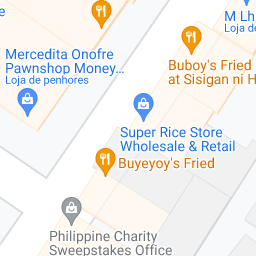 M Lh
Loja de
Mercedita Onofre
Pawnshop Money...
Loja de penhores
Buboy's Fried
at Sisigan ni H
Super Rice Store
Wholesale & Retail
Buyeyoy's Fried
Philippine Charity
Sweepstakes Office